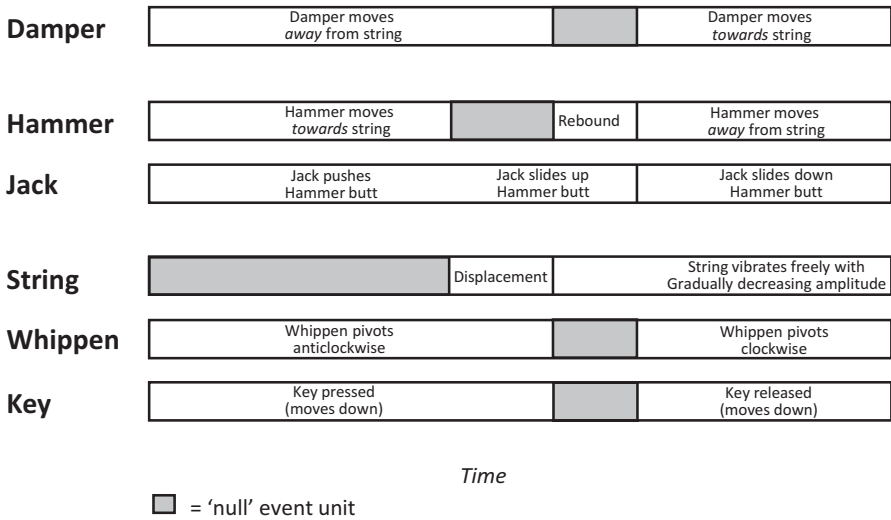 Damper
Damper moves
away from string
Damper moves
towards string
Hammer
Hammer moves
towards string
Rebound
Hammer moves
away from string
Jack
Jack pushes
Hammer butt
Jack slides up
Hammer butt
Jack slides down
Hammer butt
String
Displacement
String vibrates freely with
Gradually decreasing amplitude
Whippen
Whippen pivots
anticlockwise
Whippen pivots
clockwise
Key
Key pressed
(moves down)
Key released
(moves down)
Time
= ‘null’ event unit